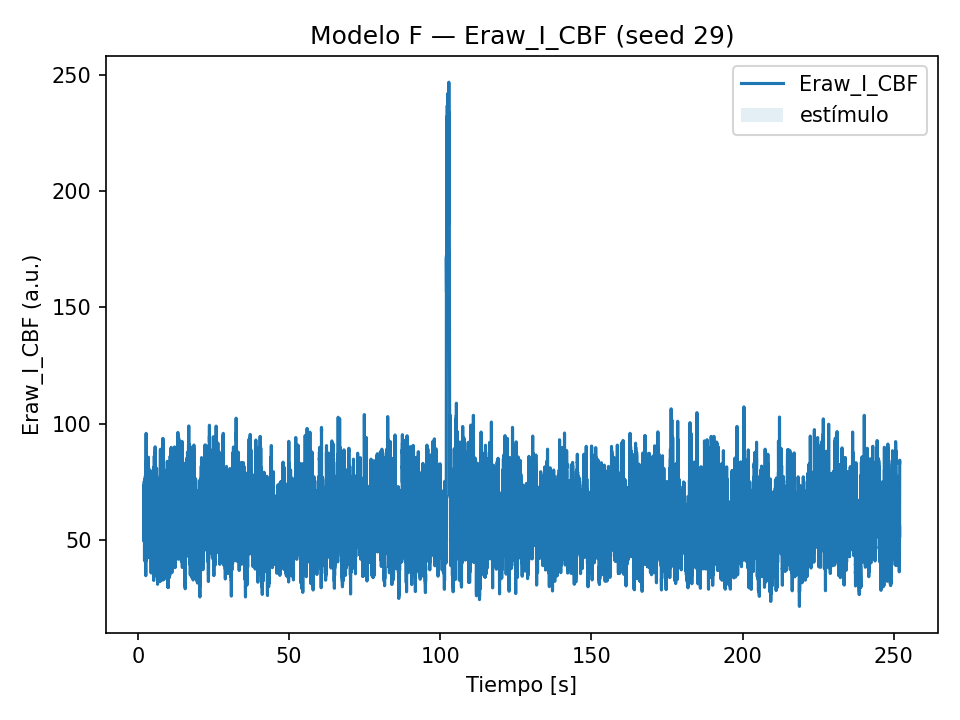 Modelo F — Eraw_I_CBF (seed 29)
Eraw_I_CBF
estímulo
Eraw_I_CBF (a.u.)
250
200
150
100
50
0
50
100
150
200
250
Tiempo [s]